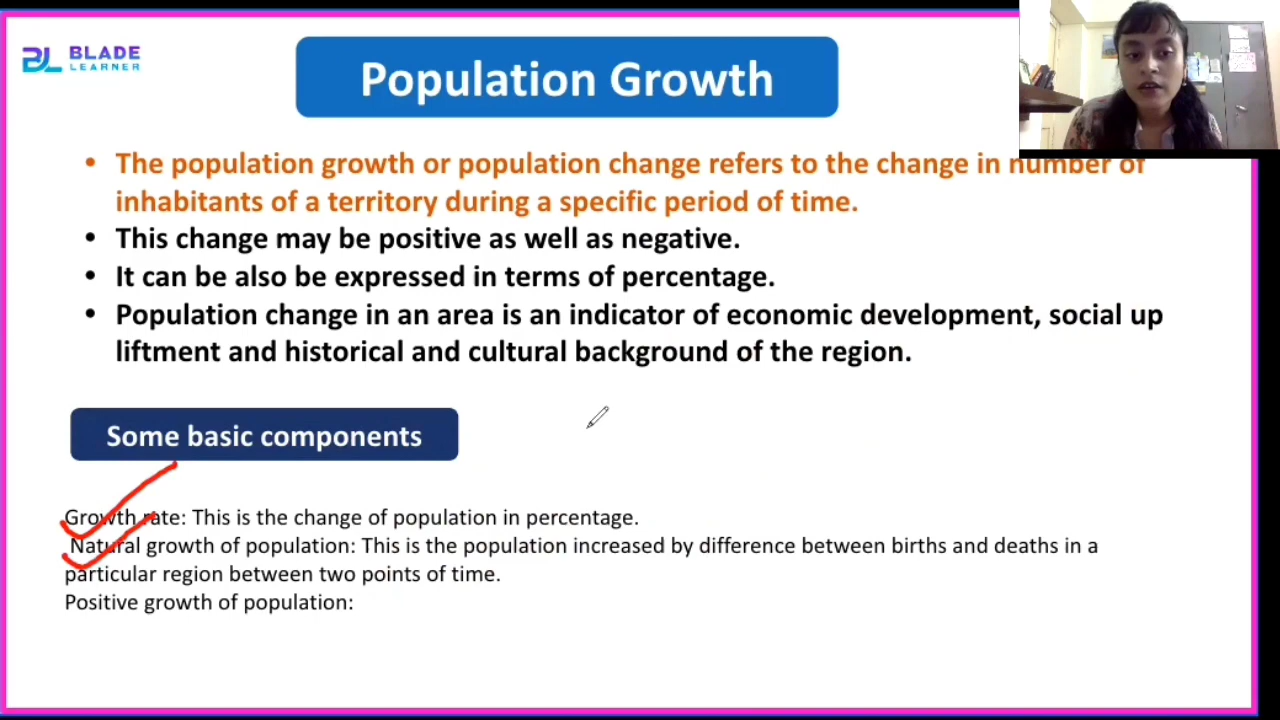 BLADE
LEARNER
Population Growth
• The population growth or population change refers to the change in number of
inhabitants of a territory during a specific period of time.
• This change may be positive as well as negative.
• It can be also be expressed in terms of percentage.
• Population change in an area is an indicator of economic development, social up
liftment and historical and cultural background of the region.
Some basic components
Growth rate: This is the change of population in percentage.
Natural growth of population: This is the population increased by difference between births and deaths in a
particular region between two points of time.
Positive growth of population: